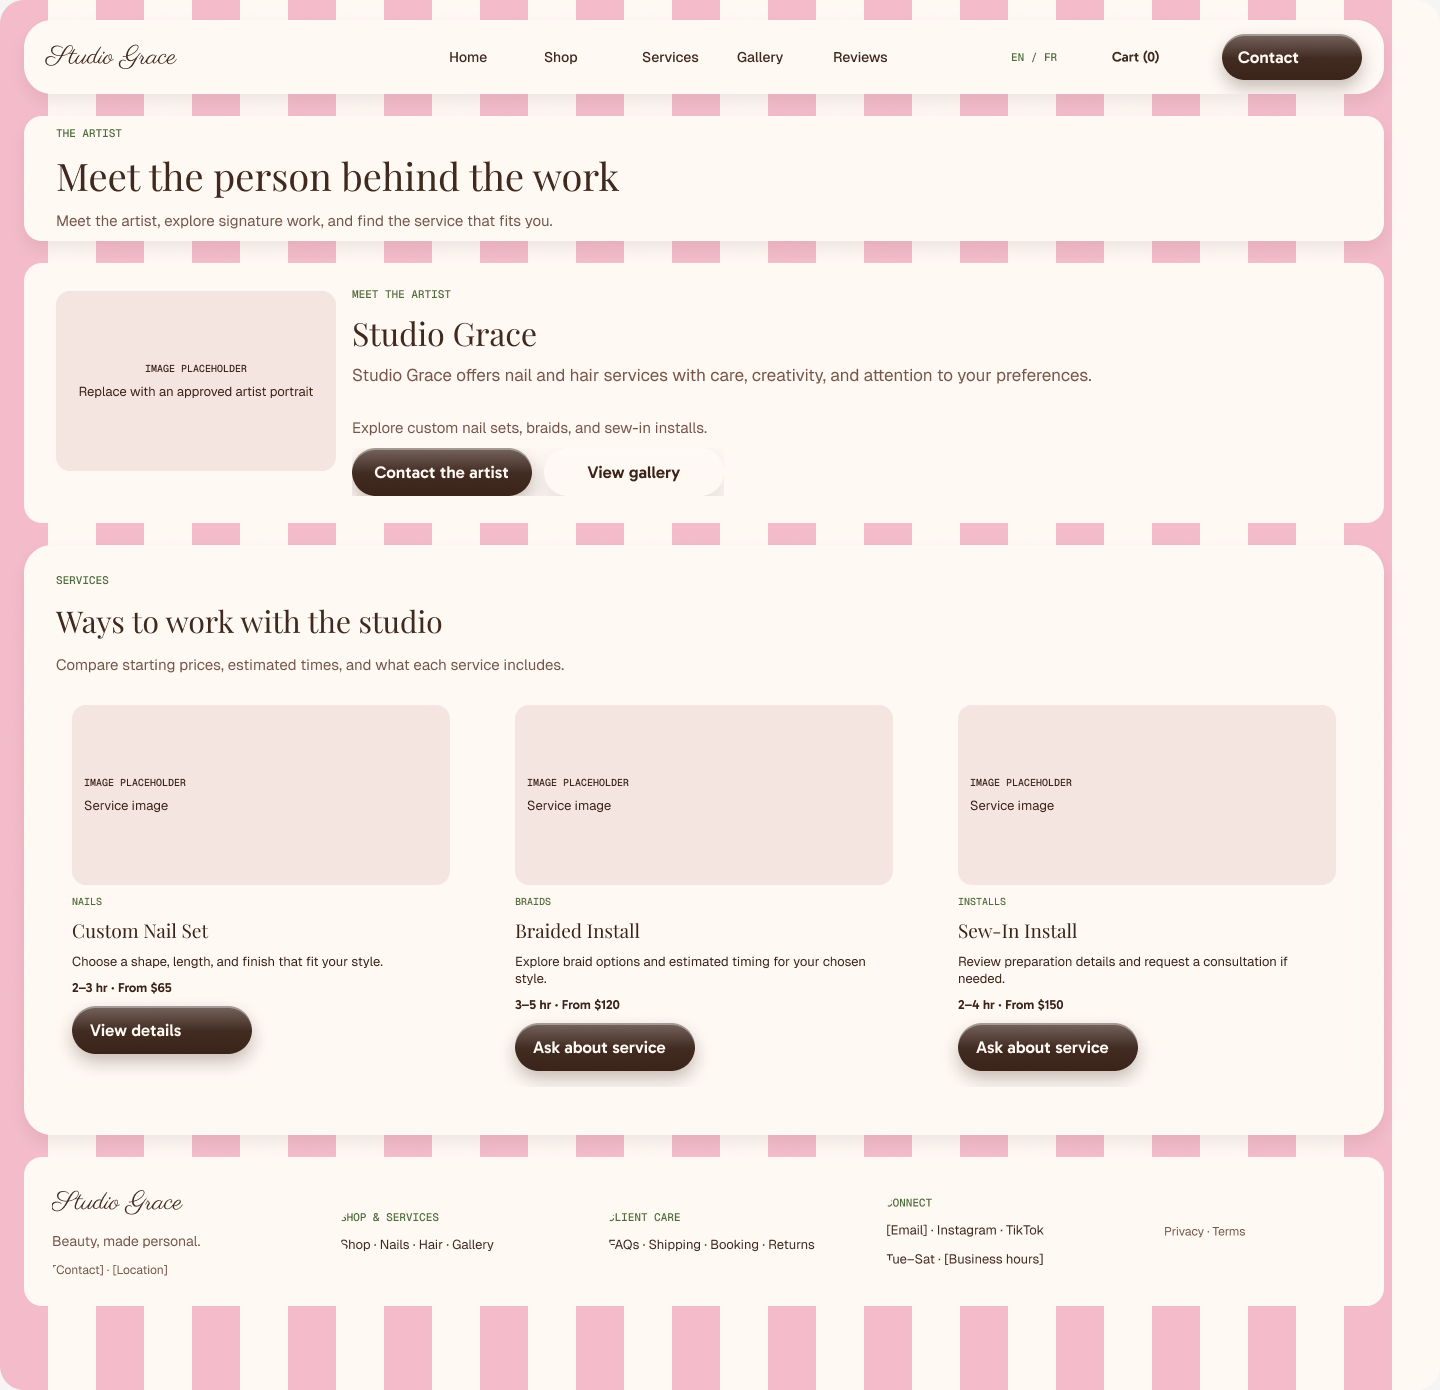 Studio Grace
Home
Shop
Services
Gallery
Reviews
EN / FR
Cart (0)
Contact
THE ARTIST
Meet the person behind the work
Meet the artist, explore signature work, and find the service that fits you.
IMAGE PLACEHOLDER
Replace with an approved artist portrait
MEET THE ARTIST
Studio Grace
Studio Grace offers nail and hair services with care, creativity, and attention to your preferences.
Explore custom nail sets, braids, and sew-in installs.
Contact the artist
View gallery
SERVICES
Ways to work with the studio
Compare starting prices, estimated times, and what each service includes.
IMAGE PLACEHOLDER
Service image
NAILS
Custom Nail Set
Choose a shape, length, and finish that fit your style.
2–3 hr · From $65
View details
IMAGE PLACEHOLDER
Service image
BRAIDS
Braided Install
Explore braid options and estimated timing for your chosen
style.
3–5 hr · From $120
Ask about service
IMAGE PLACEHOLDER
Service image
INSTALLS
Sew-In Install
Review preparation details and request a consultation if
needed.
2–4 hr · From $150
Ask about service
Studio Grace
Beauty, made personal.
[Contact] · [Location]
SHOP & SERVICES
Shop · Nails · Hair · Gallery
CLIENT CARE
FAQs · Shipping · Booking · Returns
CONNECT
[Email] · Instagram · TikTok
Tue–Sat · [Business hours]
Privacy · Terms